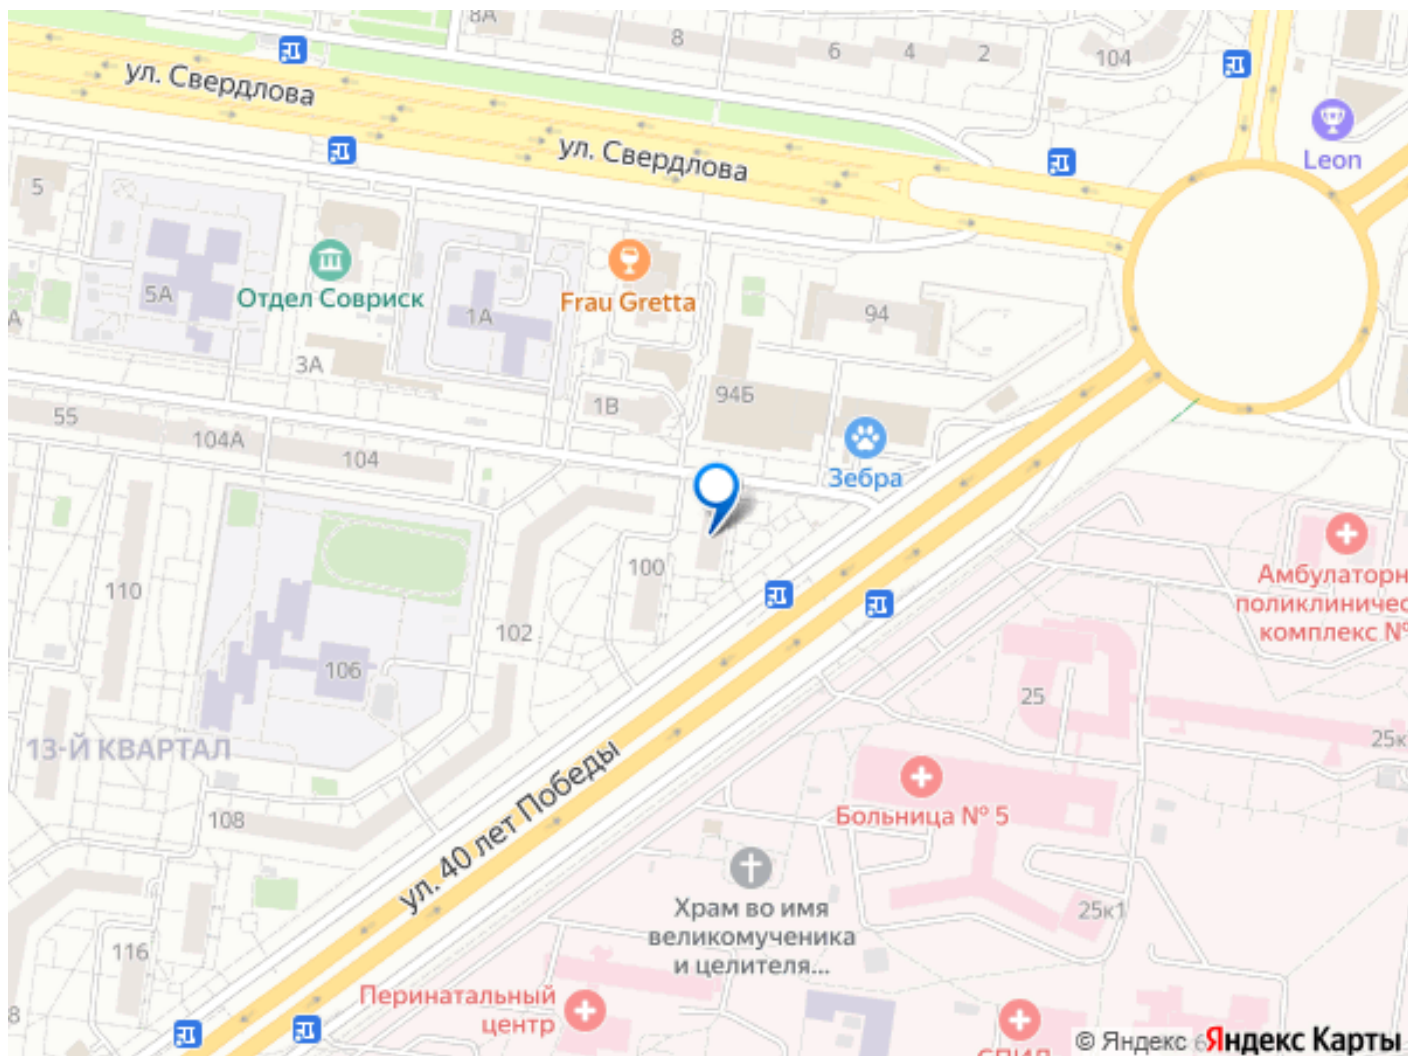 8А
8
6
4
2
104
ул. Свердлова
ул. Свердлова
Leon
5
5А
Отдел Совриск
1А
Frau Gretta
94
А
3А
1В
94Б
55
104А
104
Зебра
100
110
102
106
Амбулаторн
поликлиничес
комплекс №
25
25к
13-Й КВАРТАЛ
108
ул. 40 лет Победы
Больница № 5
Храм во имя
великомученика
и целителя...
25к1
116
8
Перинатальный
центр
СПИД
© Яндекс
Яндекс Карты